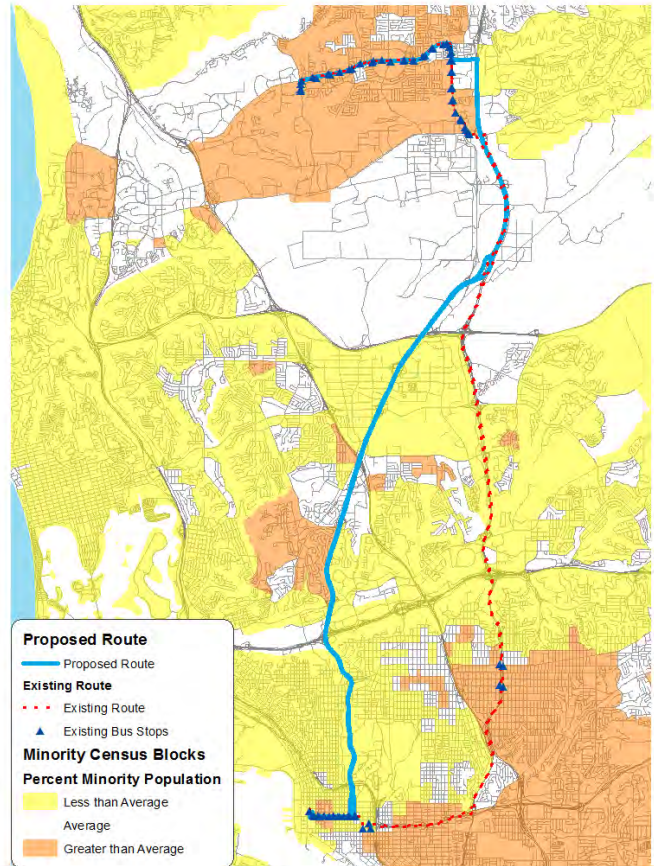 Proposed Route
Proposed Route
Existing Route
Existing Route
Existing Bus Stops
Minority Census Blocks
Percent Minority Population
Less than Average
Average
Greater than Average